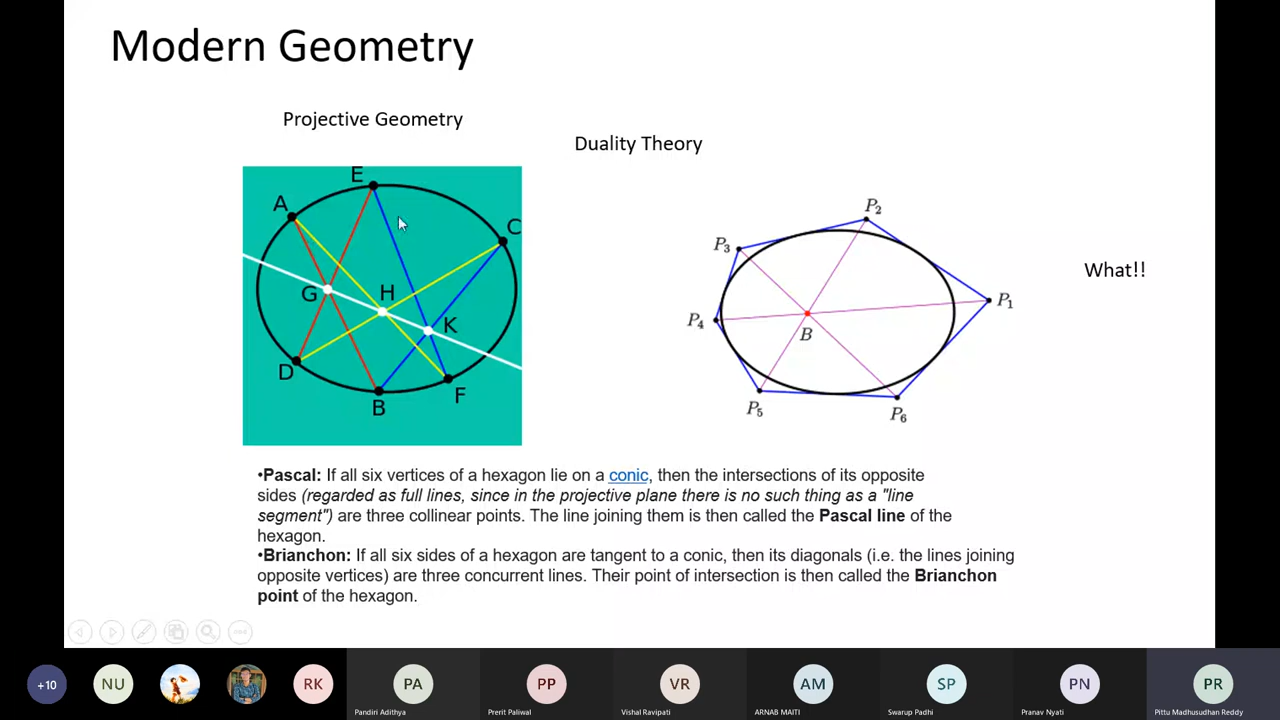 Modern Geometry
Projective Geometry
Duality Theory
E
A
C
G
H
K
D
B
F
P2
P3
P1
P4
B
P5
P6
What!!
•Pascal: If all six vertices of a hexagon lie on a conic, then the intersections of its opposite
sides (regarded as full lines, since in the projective plane there is no such thing as a "line
segment") are three collinear points. The line joining them is then called the Pascal line of the
hexagon.
•Brianchon: If all six sides of a hexagon are tangent to a conic, then its diagonals (i.e. the lines joining
opposite vertices) are three concurrent lines. Their point of intersection is then called the Brianchon
point of the hexagon.
+10
NU
RK
PA
PP
VR
AM
SP
PN
PR
Pandiri Adithya
Prerit Paliwal
Vishal Ravipati
ARNAB MAITI
Swarup Padhi
Pranav Nyati
Pittu Madhusudhan Reddy